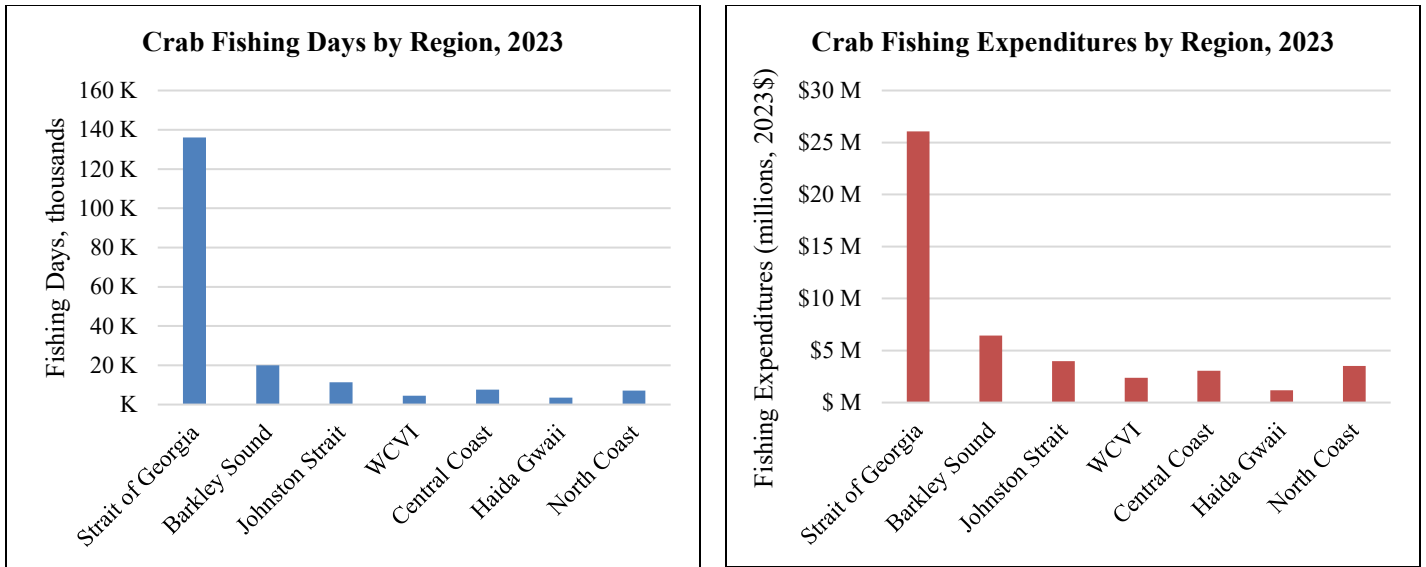 Crab Fishing Days by Region, 2023
Fishing Days, thousands
160 K
140 K
120 K
100 K
80 K
60 K
40 K
20 K
K
Strait of Georgia
Barkley Sound
Johnston Strait
WCVI
Central Coast
Haida Gwaii
North Coast
Crab Fishing Expenditures by Region, 2023
Fishing Expenditures (millions, 2023$)
$30 M
$25 M
$20 M
$15 M
$10 M
$5 M
$ M
Strait of Georgia
Barkley Sound
Johnston Strait
WCVI
Central Coast
Haida Gwaii
North Coast